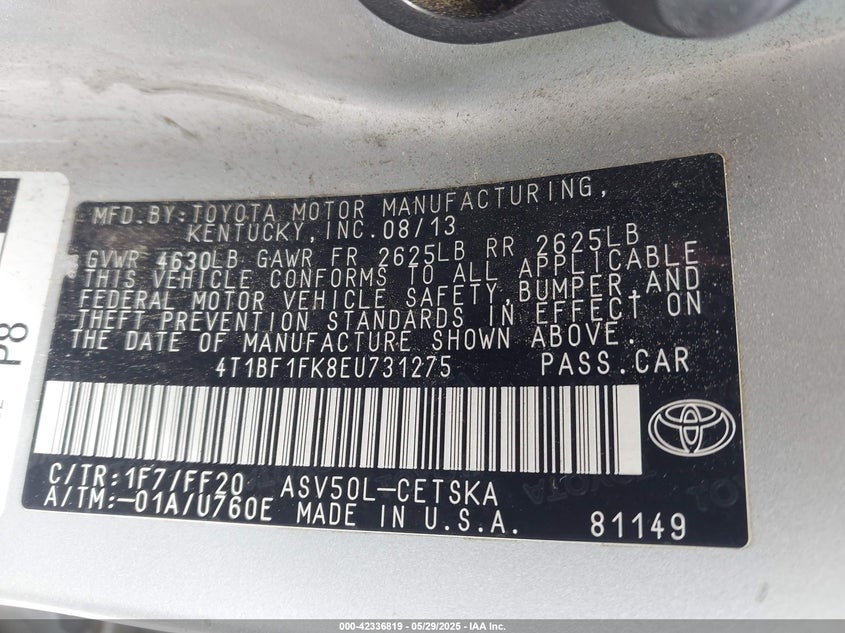 MFD. BY: TOYOTA MOTOR MANUFACTURING,
KENTUCKY, INC. 08/13
GVWR 4630LB GAWR FR 2625LB RR 2625LB
THIS VEHICLE CONFORMS TO ALL APPLICABLE
FEDERAL MOTOR VEHICLE SAFETY, BUMPER, AND
THEFT PREVENTION STANDARDS IN EFFECT ON
THE DATE OF MANUFACTURE SHOWN ABOVE.
4T1BF1FK8EU731275 PASS. CAR
C/TR: 1F7/FF20 ASV50L-CETSKA
A/TM: -01A/U760E MADE IN U.S.A. 81149
P8
TOYOTA
000-42336819 - 05/29/2025 - IAA Inc.